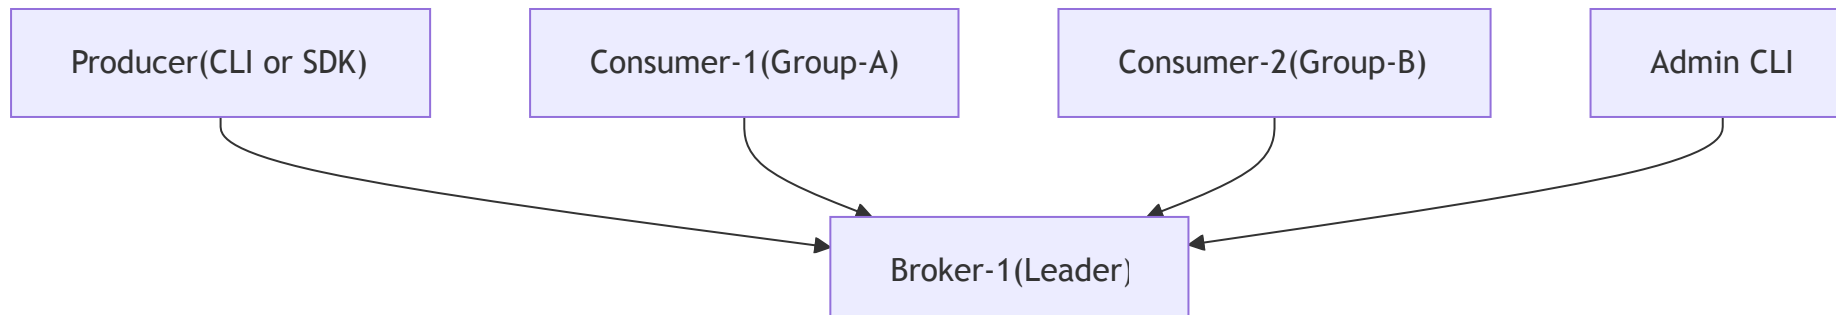 Producer(CLI or SDK)
Consumer-1(Group-A)
Consumer-2(Group-B)
Admin CLI
Broker-1(Leader)